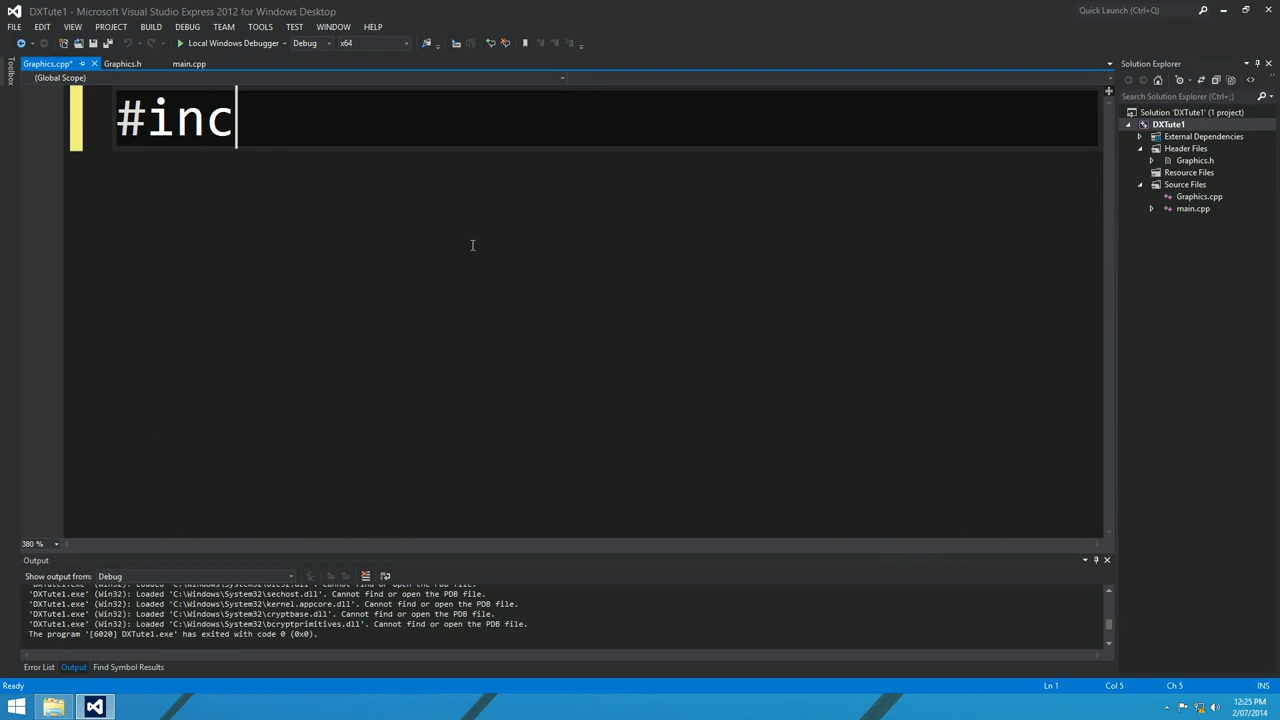 DXTute1 - Microsoft Visual Studio Express 2012 for Windows Desktop
Quick Launch (Ctrl+Q)
FILE EDIT VIEW PROJECT BUILD DEBUG TEAM TOOLS TEST WINDOW HELP
Local Windows Debugger Debug x64
Toolbox
Graphics.cpp* Graphics.h main.cpp
(Global Scope)
#inc
Solution Explorer
Search Solution Explorer (Ctrl+;)
Solution 'DXTute1' (1 project)
DXTute1
External Dependencies
Header Files
Graphics.h
Resource Files
Source Files
Graphics.cpp
main.cpp
380 %
Output
Show output from: Debug
'DXTute1.exe' (Win32): Loaded 'C:\Windows\System32\sechost.dll'. Cannot find or open the PDB file.
'DXTute1.exe' (Win32): Loaded 'C:\Windows\System32\kernel.appcore.dll'. Cannot find or open the PDB file.
'DXTute1.exe' (Win32): Loaded 'C:\Windows\System32\cryptbase.dll'. Cannot find or open the PDB file.
'DXTute1.exe' (Win32): Loaded 'C:\Windows\System32\bcryptprimitives.dll'. Cannot find or open the PDB file.
The program '[6020] DXTute1.exe' has exited with code 0 (0x0).
Error List Output Find Symbol Results
Ready Ln 1 Col 5 Ch 5 INS
12:25 PM
2/07/2014